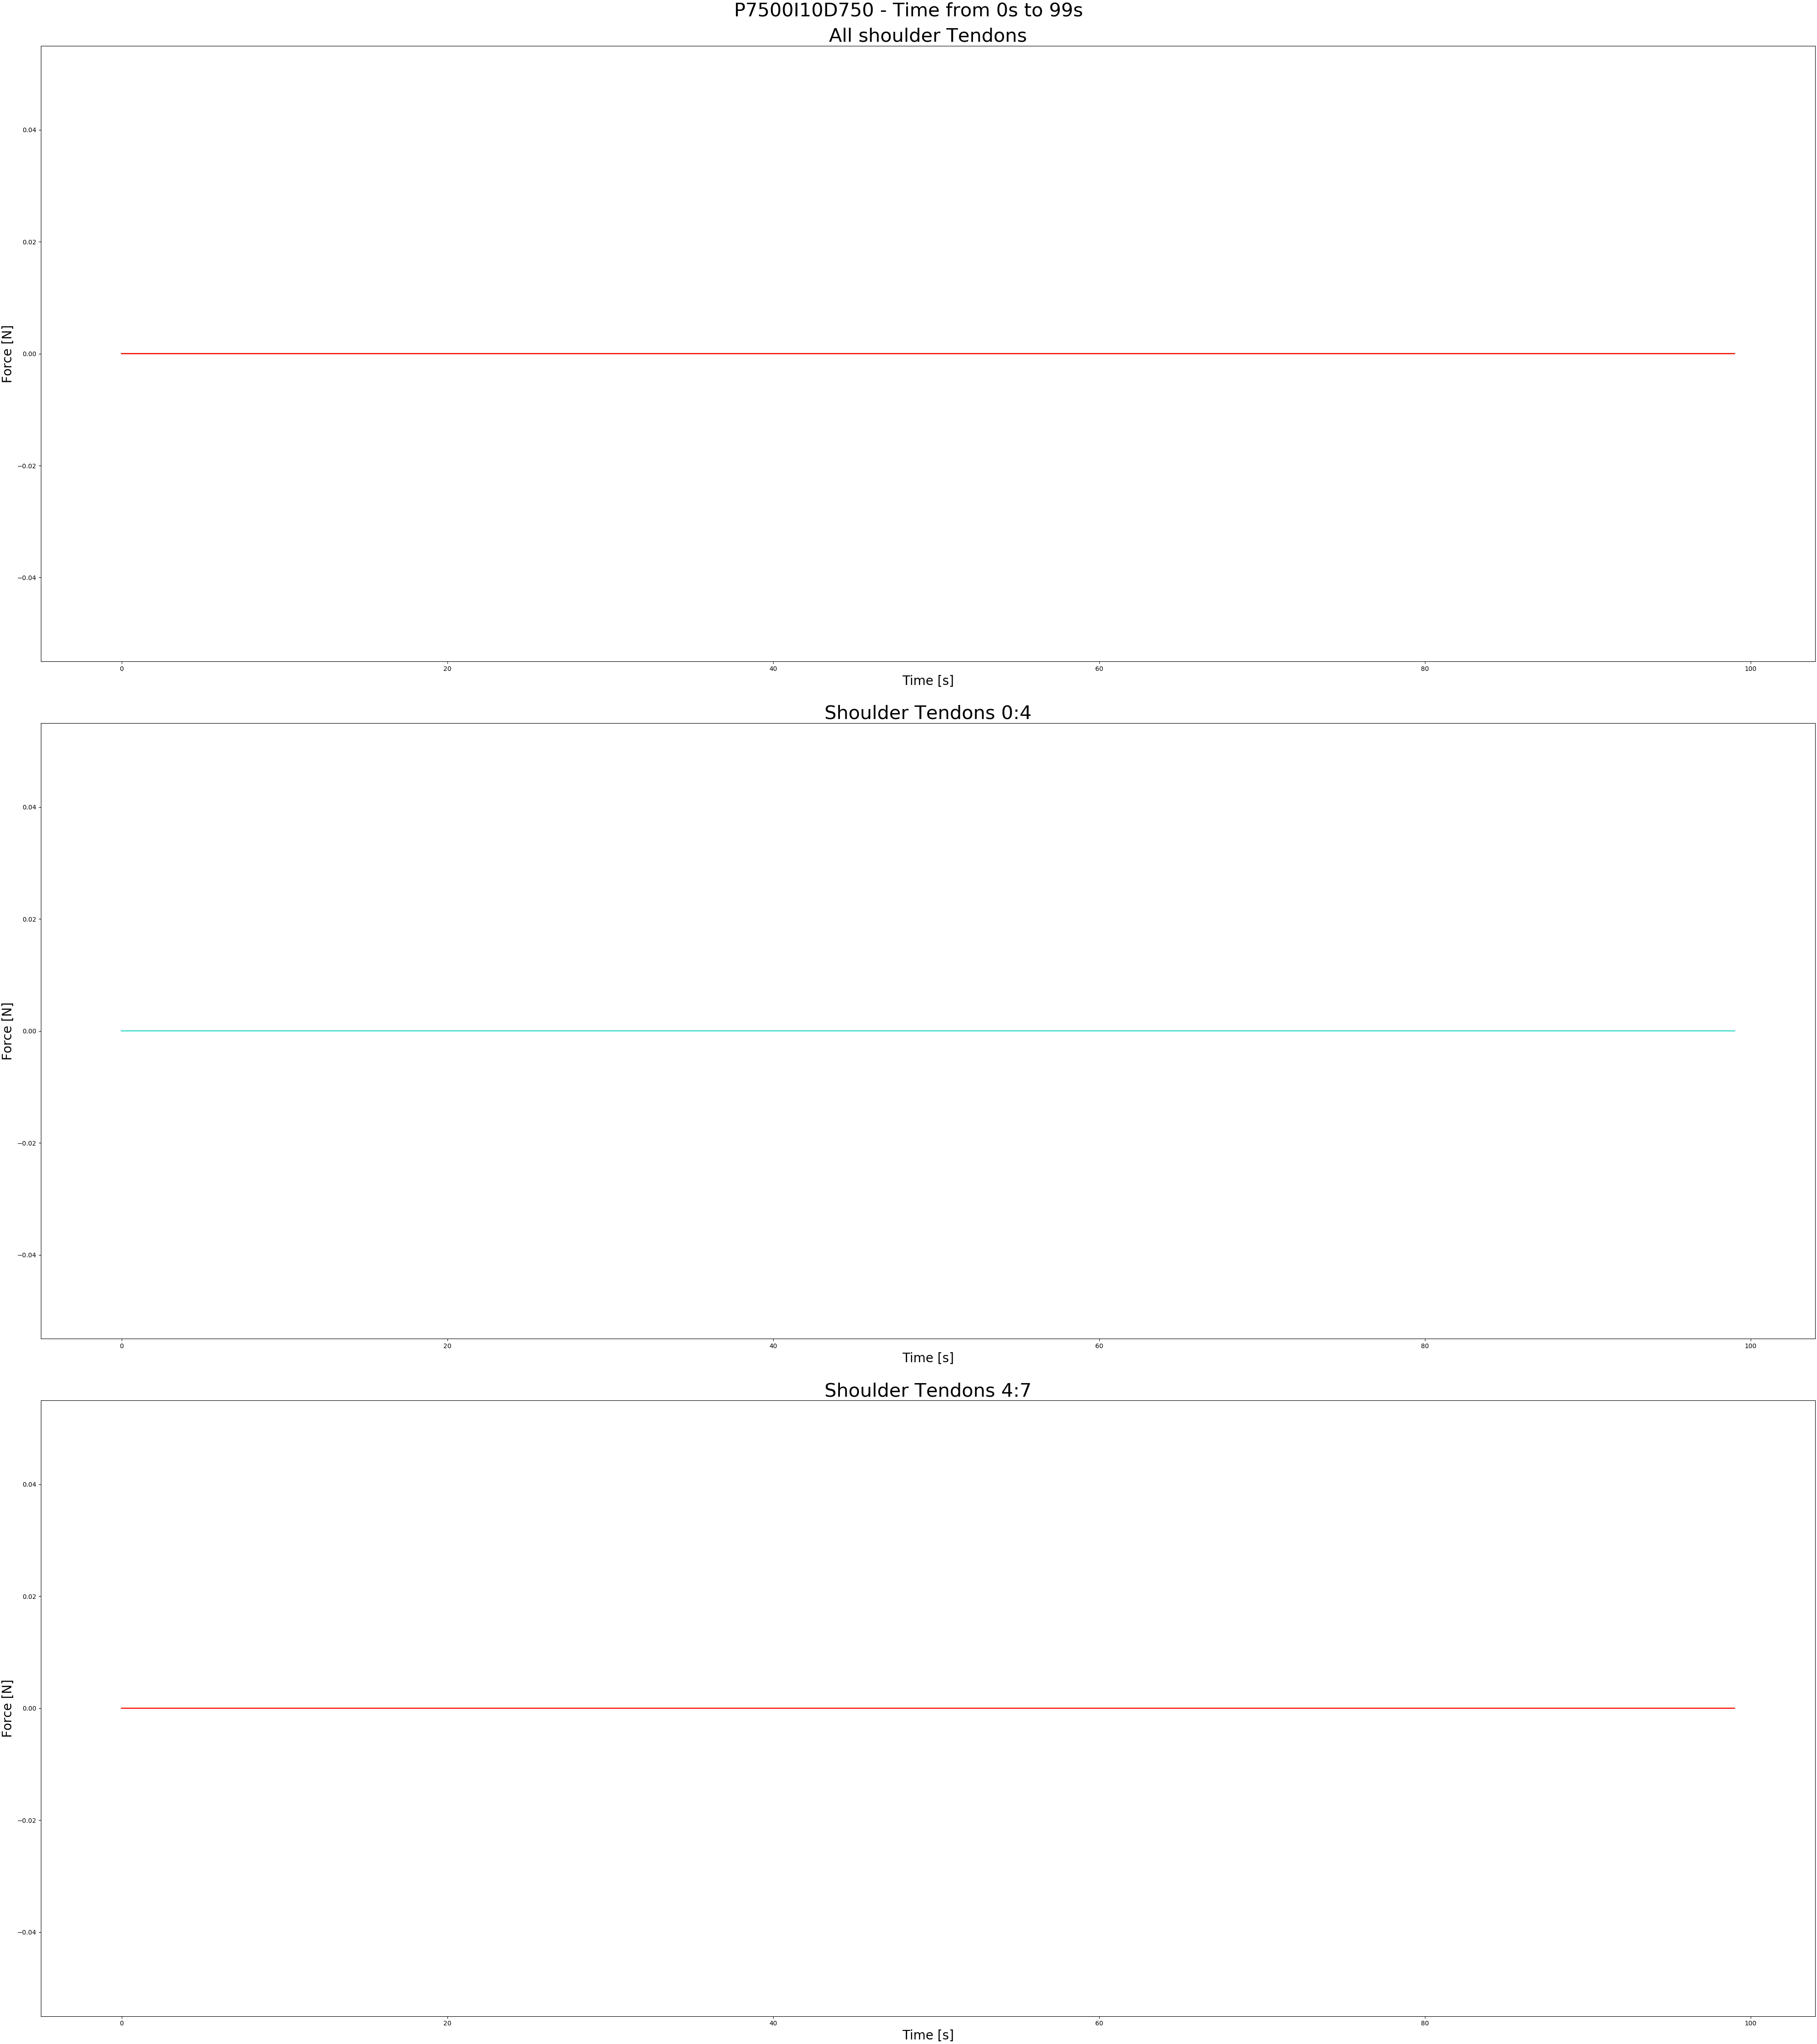 P7500I10D750 - Time from 0s to 99s
All shoulder Tendons
0.04
0.02
0.00
−0.02
−0.04
Force [N]
0 20 40 60 80 100
Time [s]
Shoulder Tendons 0:4
0.04
0.02
0.00
−0.02
−0.04
Force [N]
0 20 40 60 80 100
Time [s]
Shoulder Tendons 4:7
0.04
0.02
0.00
−0.02
−0.04
Force [N]
0 20 40 60 80 100
Time [s]